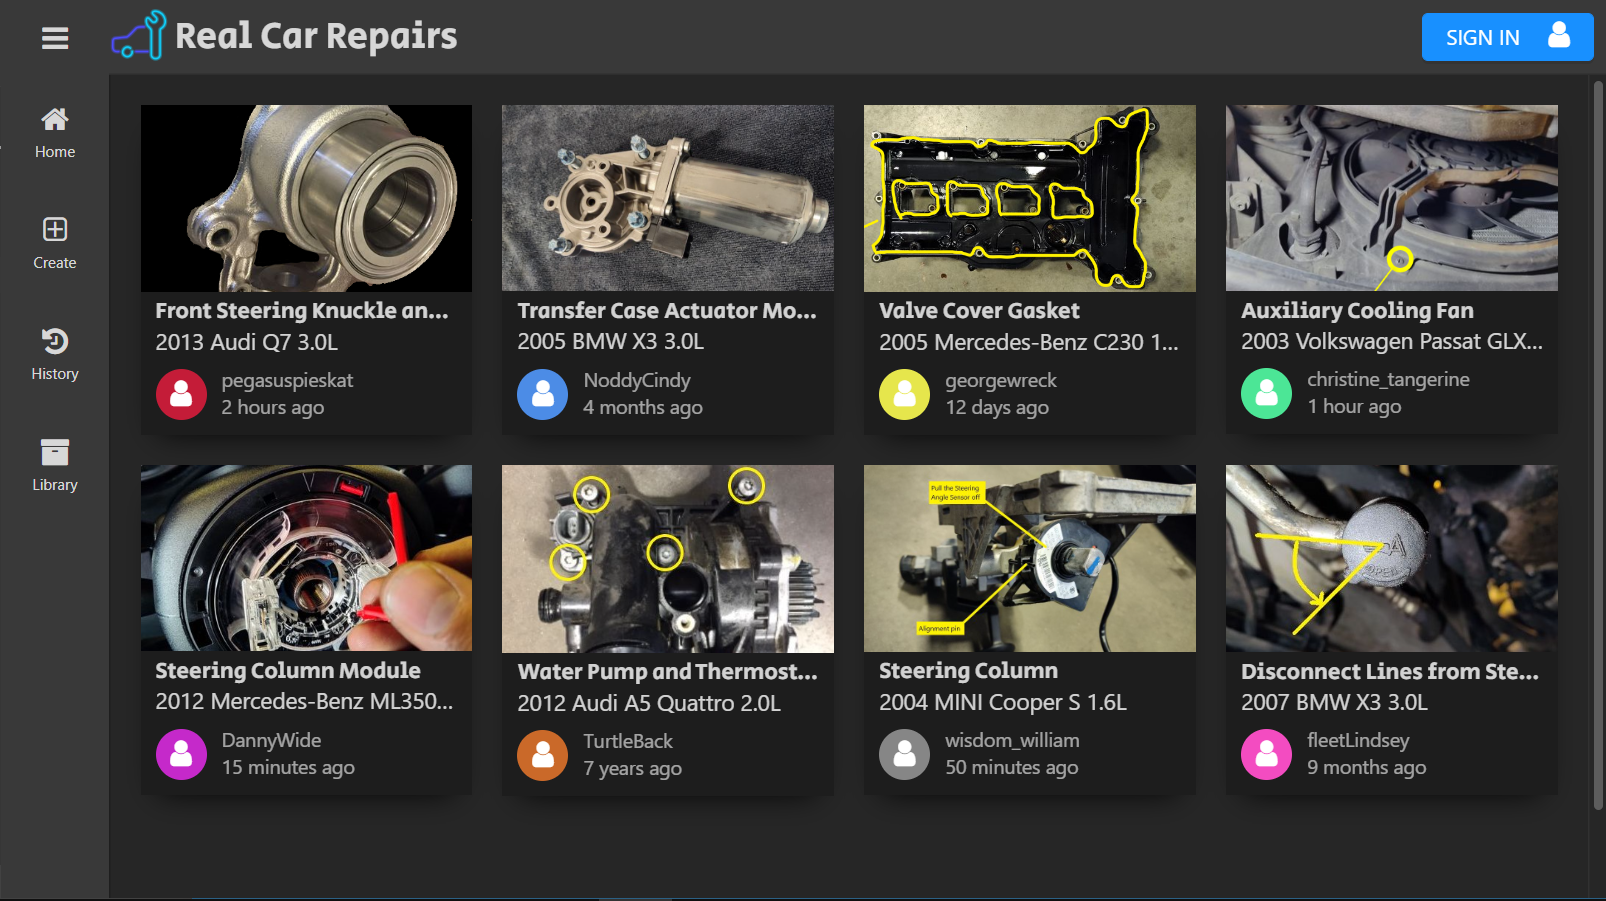 Real Car Repairs
SIGN IN
Home
Create
History
Library
Front Steering Knuckle an...
2013 Audi Q7 3.0L
pegasuspieskat
2 hours ago
Transfer Case Actuator Mo...
2005 BMW X3 3.0L
NoddyCindy
4 months ago
Valve Cover Gasket
2005 Mercedes-Benz C230 1...
georgewreck
12 days ago
Auxiliary Cooling Fan
2003 Volkswagen Passat GLX...
christine_tangerine
1 hour ago
Steering Column Module
2012 Mercedes-Benz ML350...
DannyWide
15 minutes ago
Water Pump and Thermost...
2012 Audi A5 Quattro 2.0L
TurtleBack
7 years ago
Pull the Steering
Angle Sensor off
Alignment pin
Steering Column
2004 MINI Cooper S 1.6L
wisdom_william
50 minutes ago
Disconnect Lines from Ste...
2007 BMW X3 3.0L
fleetLindsey
9 months ago